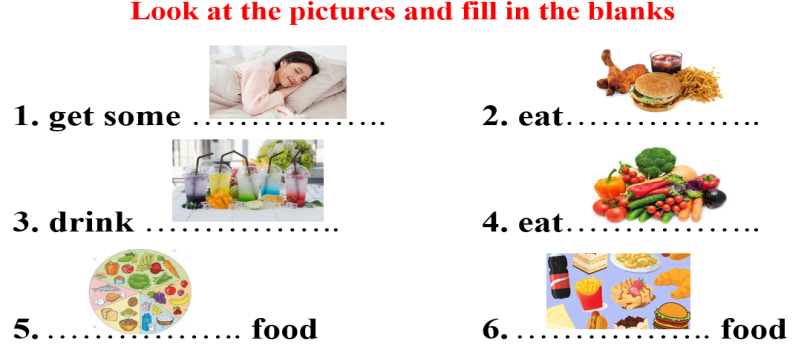 Look at the pictures and fill in the blanks
1. get some ……………..
2. eat……………..
3. drink ……………..
4. eat……………..
5. …………….. food
6. …………….. food